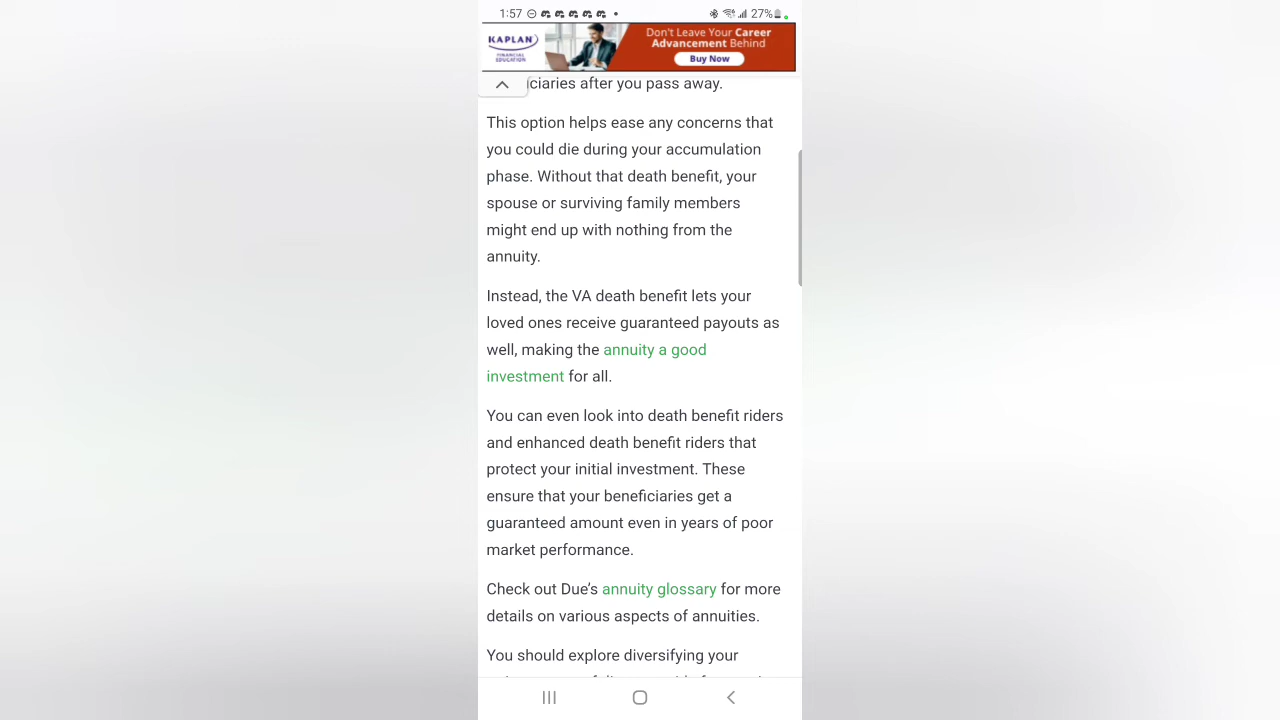 1:57
27%
KAPLAN
FINANCIAL
EDUCATION
Don't Leave Your Career
Advancement Behind
Buy Now
ciaries after you pass away.
This option helps ease any concerns that
you could die during your accumulation
phase. Without that death benefit, your
spouse or surviving family members
might end up with nothing from the
annuity.
Instead, the VA death benefit lets your
loved ones receive guaranteed payouts as
well, making the annuity a good
investment for all.
You can even look into death benefit riders
and enhanced death benefit riders that
protect your initial investment. These
ensure that your beneficiaries get a
guaranteed amount even in years of poor
market performance.
Check out Due's annuity glossary for more
details on various aspects of annuities.
You should explore diversifying your